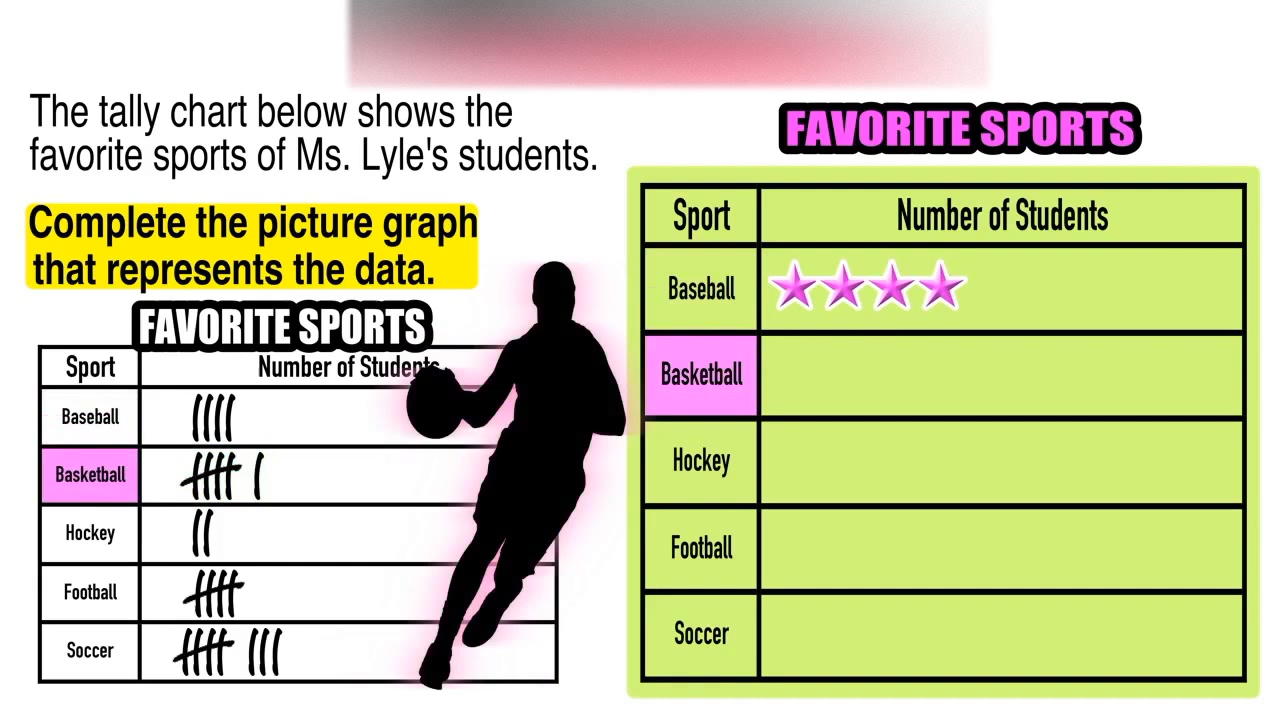 The tally chart below shows the
favorite sports of Ms. Lyle's students.
Complete the picture graph
that represents the data.
FAVORITE SPORTS
Sport Number of Students
Baseball
Basketball
Hockey
Football
Soccer
FAVORITE SPORTS
Sport Number of Students
Baseball
Basketball
Hockey
Football
Soccer